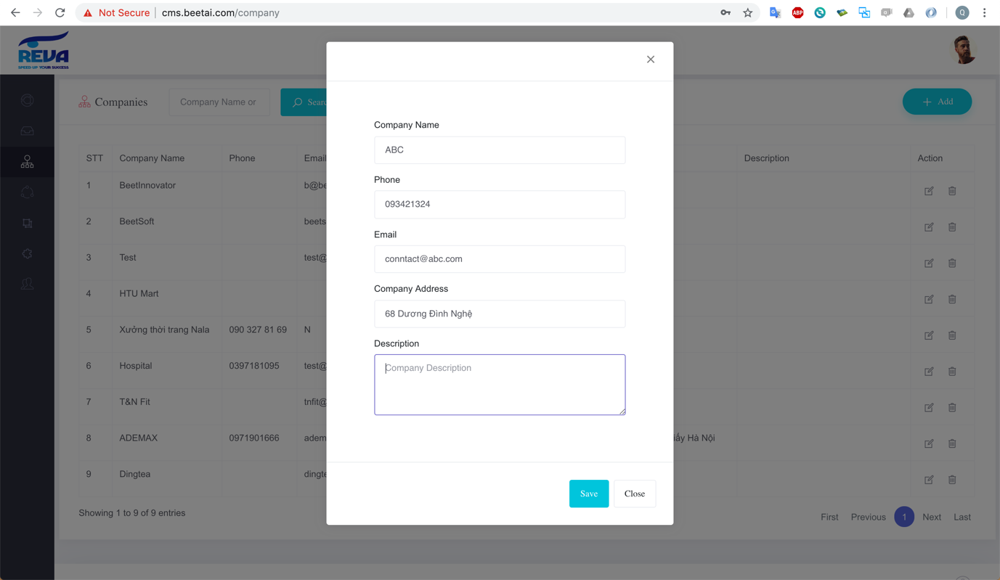 Not Secure | cms.beetai.com/company
ABP
Q
REVA
SPEED UP YOUR SUCCESS
Companies
Company Name or
Sear
Add
STT Company Name Phone Email Description Action
1 BeetInnovator b@be
2 BeetSoft beets
3 Test test@
4 HTU Mart
5 Xưởng thời trang Nala 090 327 81 69 N
6 Hospital 0397181095 test@
7 T&N Fit tnfit@
8 ADEMAX 0971901666 adem iấy Hà Nội
9 Dingtea dingte
Showing 1 to 9 of 9 entries
First Previous 1 Next Last
Company Name
ABC
Phone
093421324
Email
conntact@abc.com
Company Address
68 Dương Đình Nghệ
Description
Company Description
Save Close